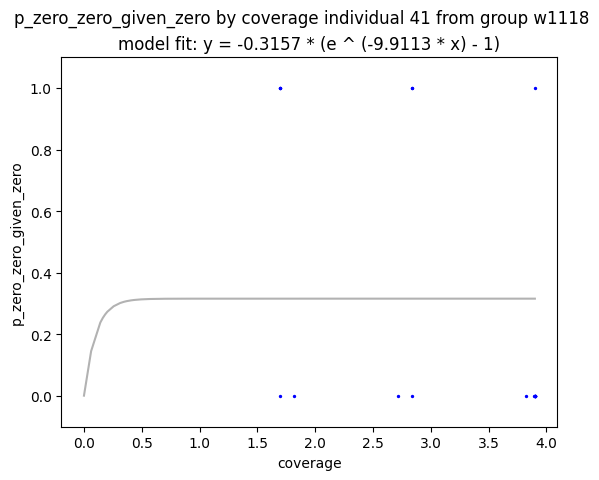 p_zero_zero_given_zero by coverage individual 41 from group w1118
model fit: y = -0.3157 * (e ^ (-9.9113 * x) - 1)
1.0
0.8
0.6
0.4
0.2
0.0
p_zero_zero_given_zero
0.0 0.5 1.0 1.5 2.0 2.5 3.0 3.5 4.0
coverage